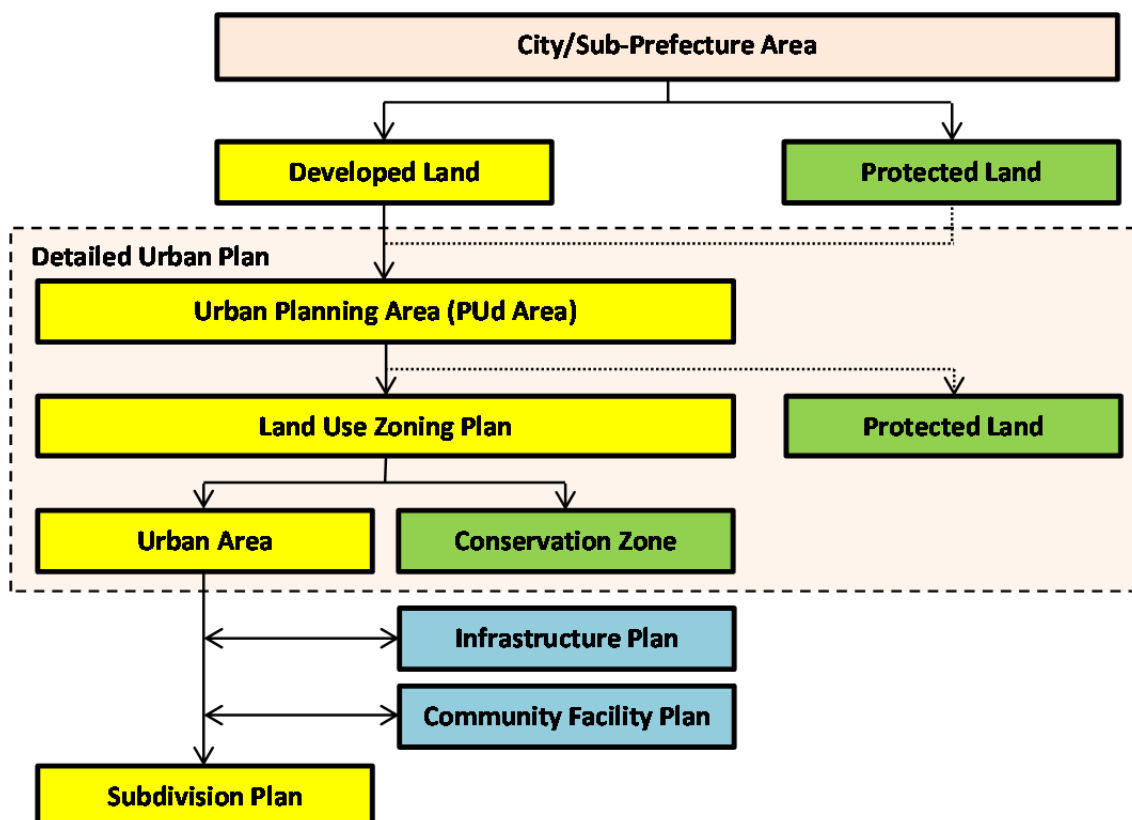 City/Sub-Prefecture Area
Developed Land
Protected Land
Detailed Urban Plan
Urban Planning Area (PUd Area)
Land Use Zoning Plan
Protected Land
Urban Area
Conservation Zone
Infrastructure Plan
Community Facility Plan
Subdivision Plan